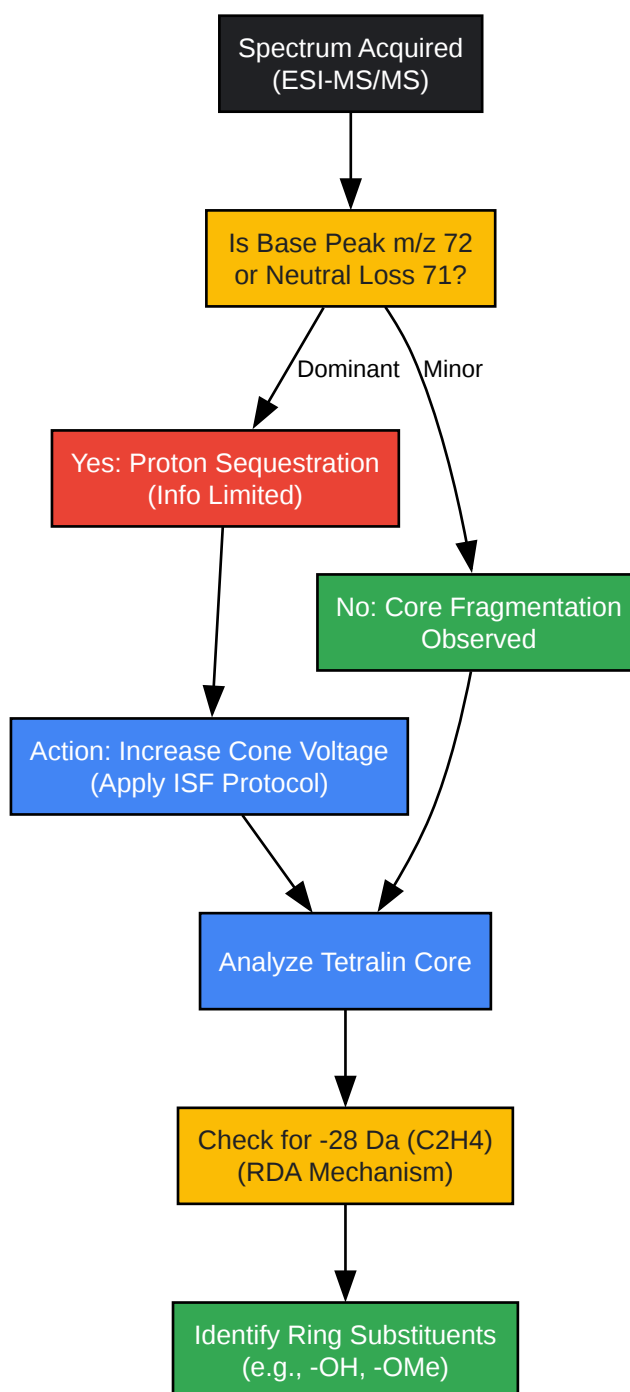 Spectrum Acquired
(ESI-MS/MS)
Is Base Peak m/z 72
or Neutral Loss 71?
Dominant
Minor
Yes: Proton Sequestration
(Info Limited)
No: Core Fragmentation
Observed
Action: Increase Cone Voltage
(Apply ISF Protocol)
Analyze Tetralin Core
Check for -28 Da (C2H4)
(RDA Mechanism)
Identify Ring Substituents
(e.g., -OH, -OMe)